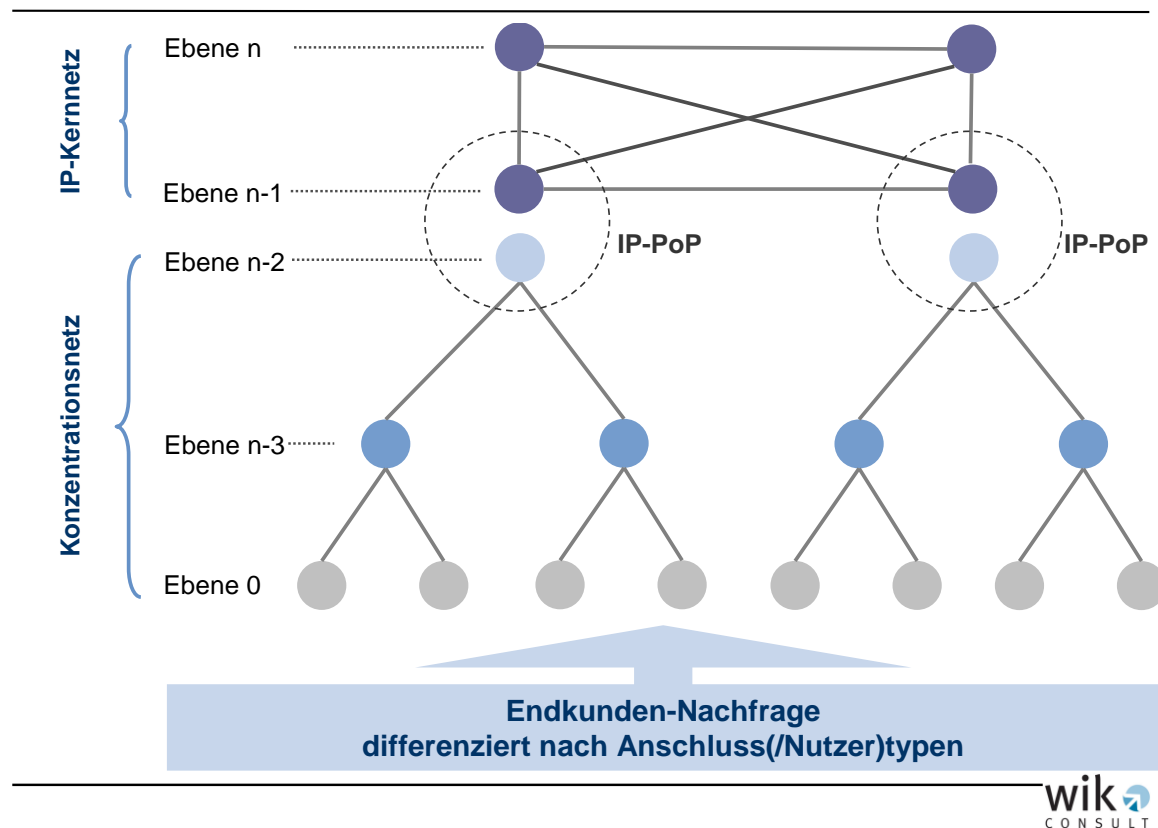 IP-Kernnetz
Ebene n
Ebene n-1
IP-PoP
IP-PoP
Konzentrationsnetz
Ebene n-2
Ebene n-3
Ebene 0
Endkunden-Nachfrage
differenziert nach Anschluss(/Nutzer)typen
wik
CONSULT